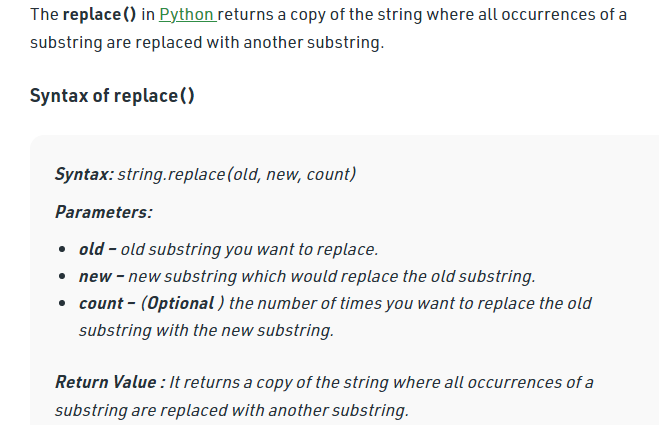 The replace() in Python returns a copy of the string where all occurrences of a
substring are replaced with another substring.
Syntax of replace()
Syntax: string.replace(old, new, count)
Parameters:
• old – old substring you want to replace.
• new – new substring which would replace the old substring.
• count – (Optional ) the number of times you want to replace the old
substring with the new substring.
Return Value : It returns a copy of the string where all occurrences of a
substring are replaced with another substring.